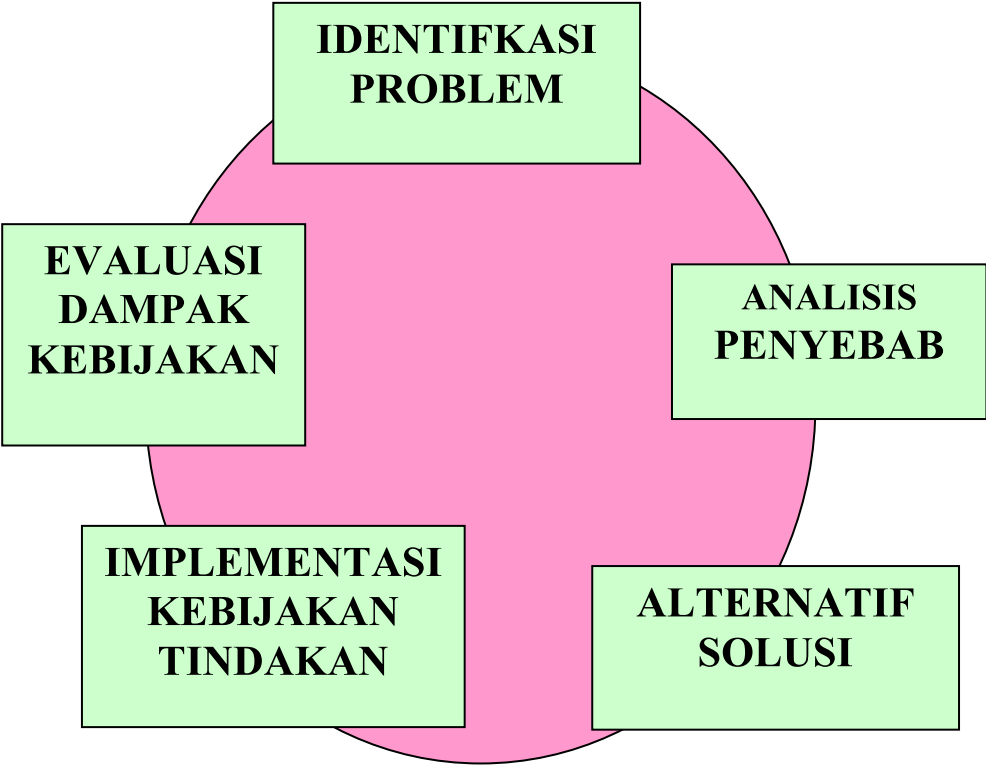 IDENTIFKASI
PROBLEM
EVALUASI
DAMPAK
KEBIJAKAN
ANALISIS
PENYEBAB
IMPLEMENTASI
KEBIJAKAN
TINDAKAN
ALTERNATIF
SOLUSI